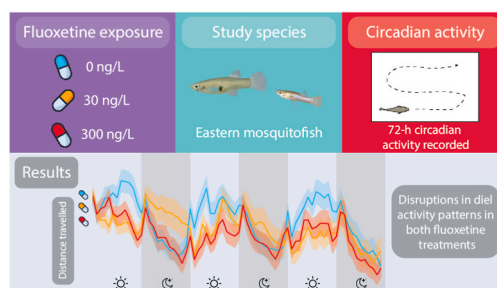 Fluoxetine exposure
0 ng/L
30 ng/L
300 ng/L
Study species
Eastern mosquitofish
Circadian activity
72-h circadian
activity recorded
Results
Distance travelled
Disruptions in diel
activity patterns in
both fluoxetine
treatments